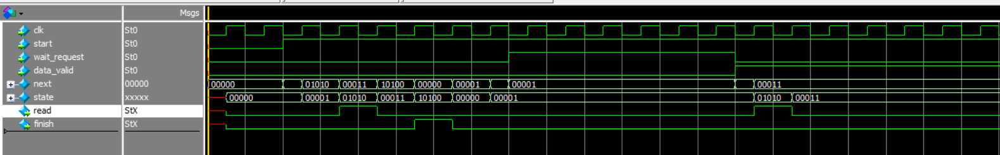 Msgs
clk St0
start St0
wait_request St0
data_valid St0
next 00000 00000 01010 00011 10100 00000 00001 00001 00011
state xxxxx 00000 00001 01010 00011 10100 00000 00001 01010 00011
read StX
finish StX